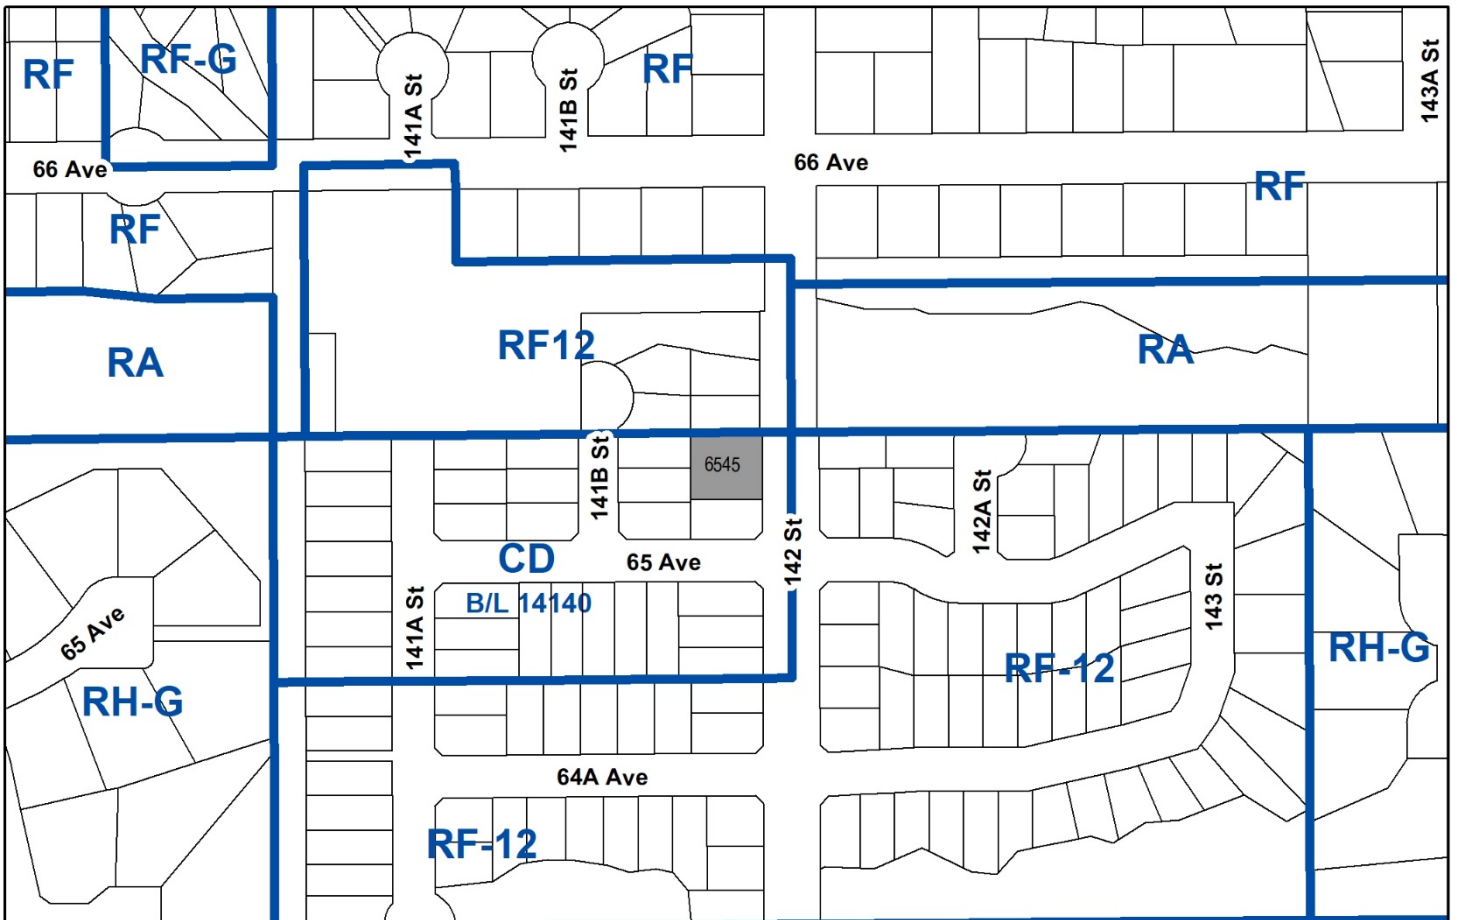 RF
RF-G
141A St
141B St
RF
143A St
66 Ave
66 Ave
RF
RF
RA
RF12
RA
6545
141B St
142A St
142 St
CD
65 Ave
B/L 14140
141A St
143 St
65 Ave
RH-G
RF-12
RH-G
64A Ave
RF-12